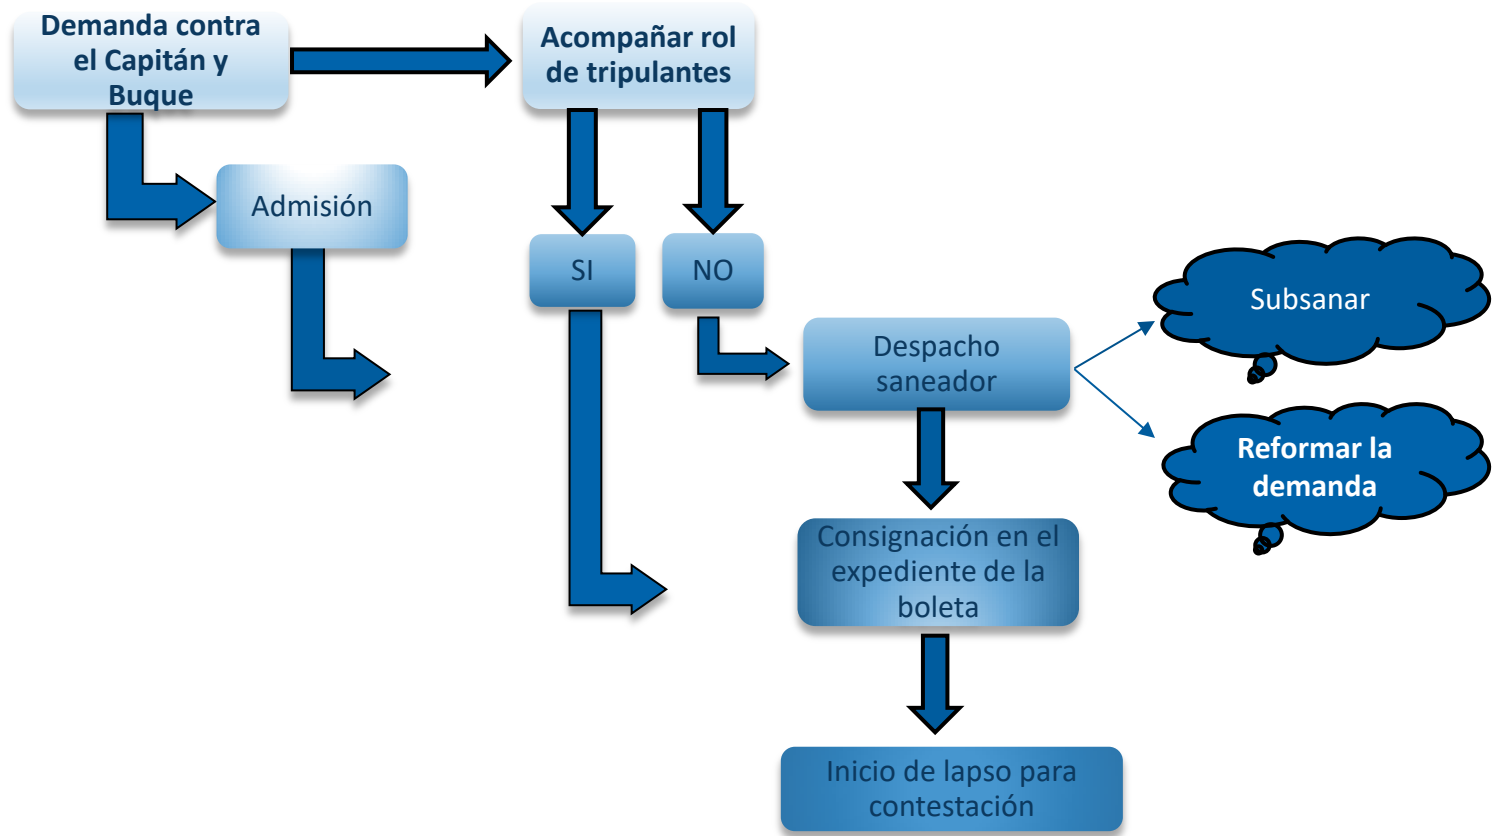 Demanda contra
el Capitán y
Buque
Acompañar rol
de tripulantes
Admisión
SI
NO
Despacho
saneador
Subsanar
Reformar la
demanda
Consignación en el
expediente de la
boleta
Inicio de lapso para
contestación